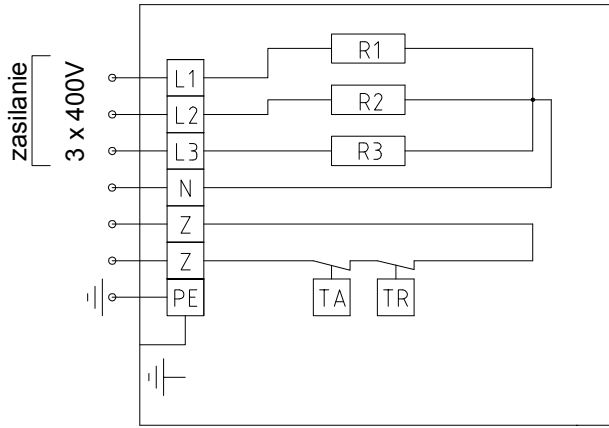 zasilanie
3 x 400V
L1
R1
L2
R2
L3
R3
N
Z
Z
TA
TR
PE